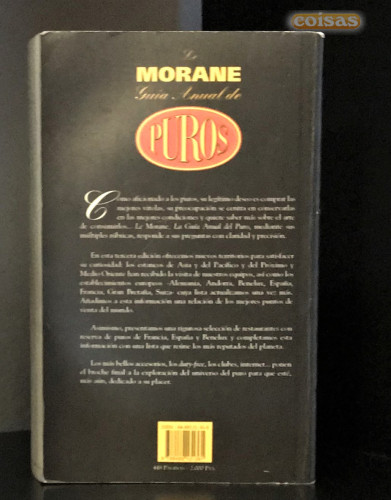 coisas
Le
MORANE
Guía Anual de
PUROS
Como aficionado a los puros, su legítimo deseo es comprar las
mejores vitolas, su preocupación se centra en conservarlas
en las mejores condiciones y quiere saber más sobre el arte
de consumirlos... Le Morane: La Guía Anual del Puro, mediante sus
múltiples rúbricas, responde a sus preguntas con claridad y precisión.
En esta tercera edición ofrecemos nuevos territorios para satisfacer
su curiosidad: los estancos de Asia y del Pacífico y del Próximo y
Medio Oriente han recibido la visita de nuestros equipos, así como los
establecimientos europeos -Alemania, Andorra, Benelux, España,
Francia, Gran Bretaña, Suiza- cuya lista actualizamos una vez más.
Añadimos a esta información una relación de los mejores puntos de
venta del mundo.
Asimismo, presentamos una rigurosa selección de restaurantes con
reserva de puros de Francia, España y Benelux y completamos esta
información con una lista que reúne los más reputados del planeta.
Los más bellos accesorios, los duty-free, los clubes, internet... ponen
el broche final a la exploración del universo del puro para que esté,
más aún, dedicado a su placer.